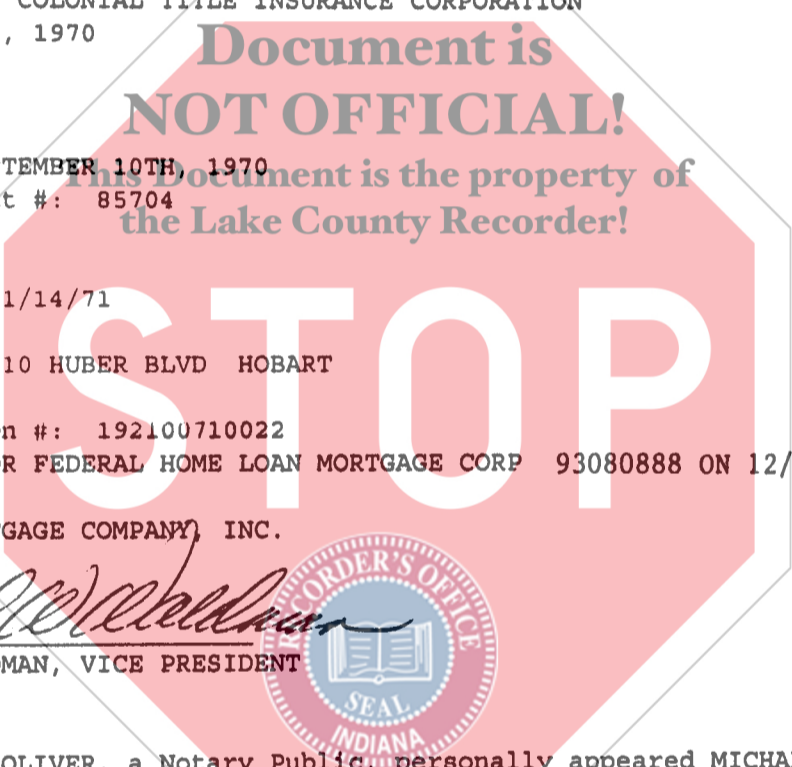 COLONIAL TITLE INSURANCE CORPORATION
, 1970
Document is
NOT OFFICIAL!
TEMBER 10TH, 1970
This Document is the property of
t #: 85704
the Lake County Recorder!
1/14/71
STOP
10 HUBER BLVD HOBART
n #: 192100710022
R FEDERAL HOME LOAN MORTGAGE CORP 93080888 ON 12/
GAGE COMPANY, INC.
RECORDER'S OFFICE
MAN, VICE PRESIDENT
SEAL
INDIANA
OLIVER, a Notary Public, personally appeared MICHA